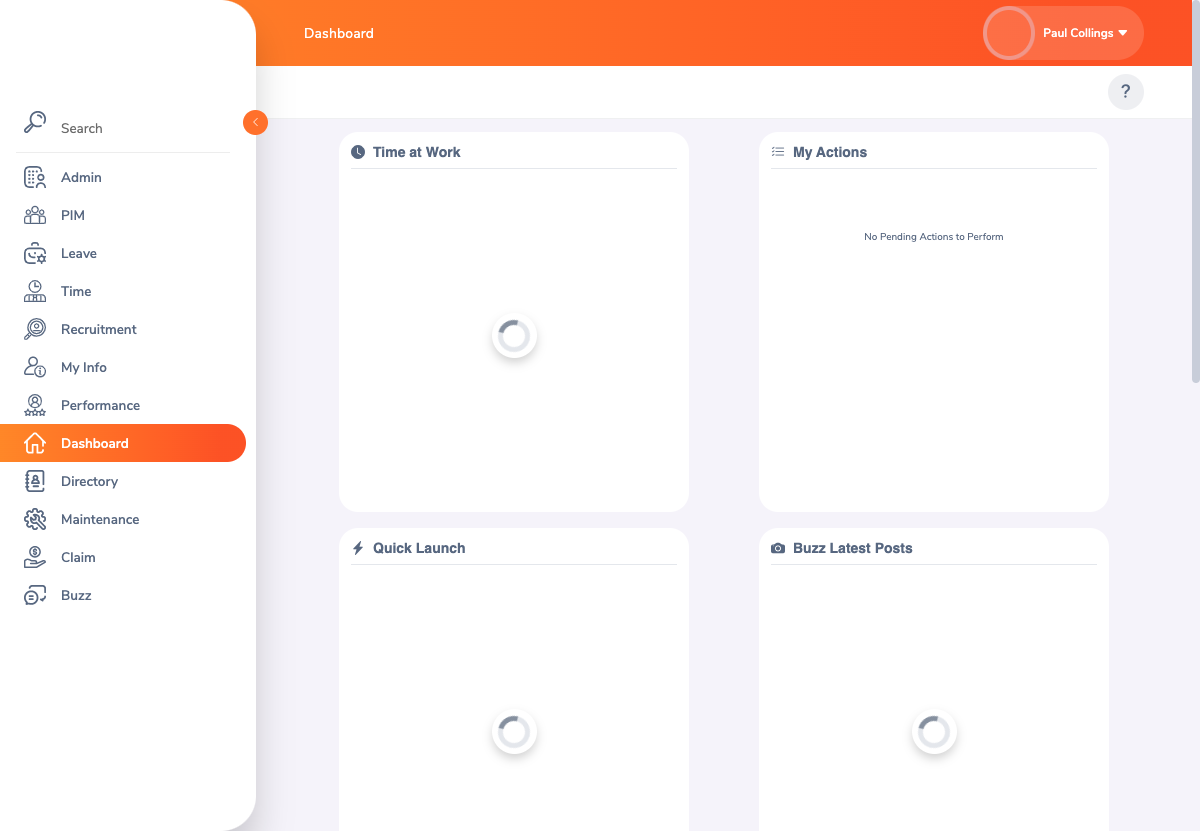 Dashboard
Paul Collings
?
Search
Admin
PIM
Leave
Time
Recruitment
My Info
Performance
Dashboard
Directory
Maintenance
Claim
Buzz
Time at Work
My Actions
No Pending Actions to Perform
Quick Launch
Buzz Latest Posts